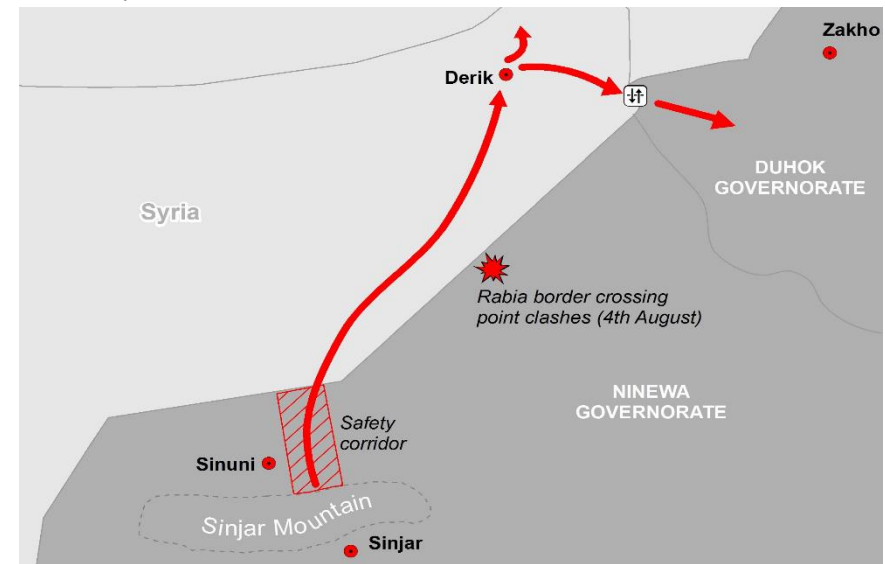 Zakho
Derik
DUHOK
GOVERNORATE
Syria
Rabia border crossing
point clashes (4th August)
NINEWA
GOVERNORATE
Safety
corridor
Sinuni
Sinjar Mountain
Sinjar